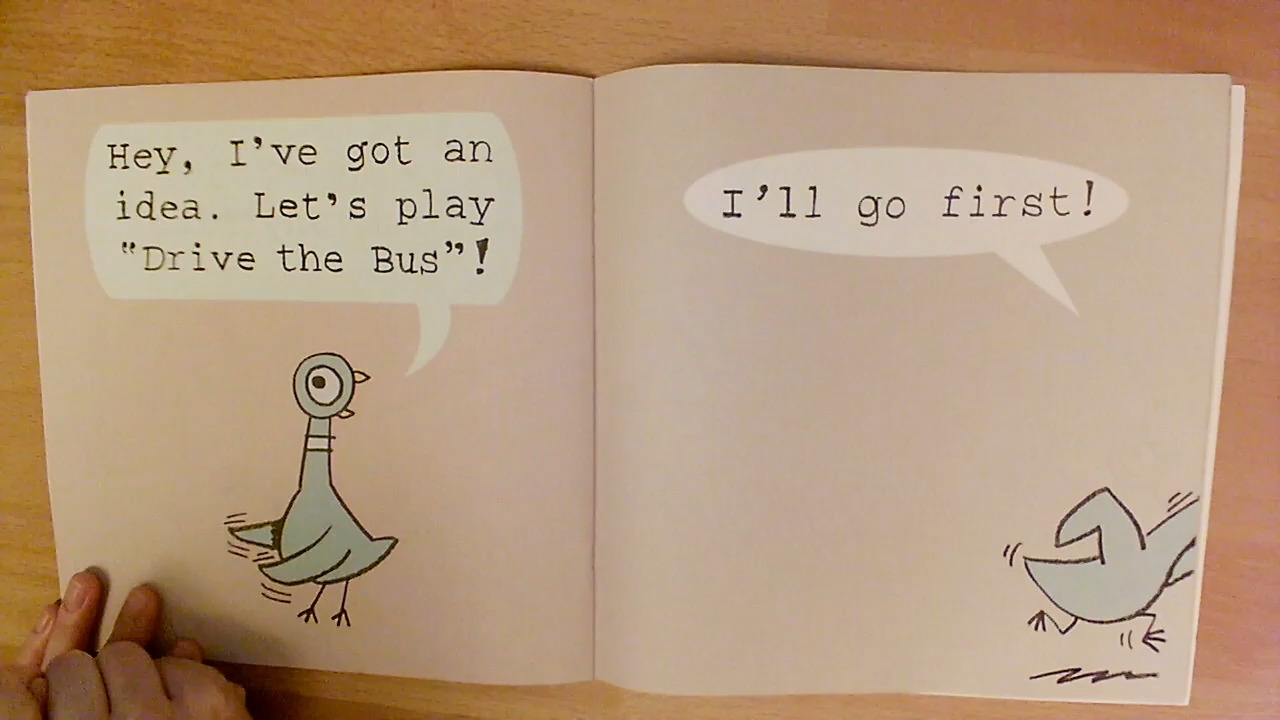 Hey, I've got an
idea. Let's play
"Drive the Bus"!
I'll go first!